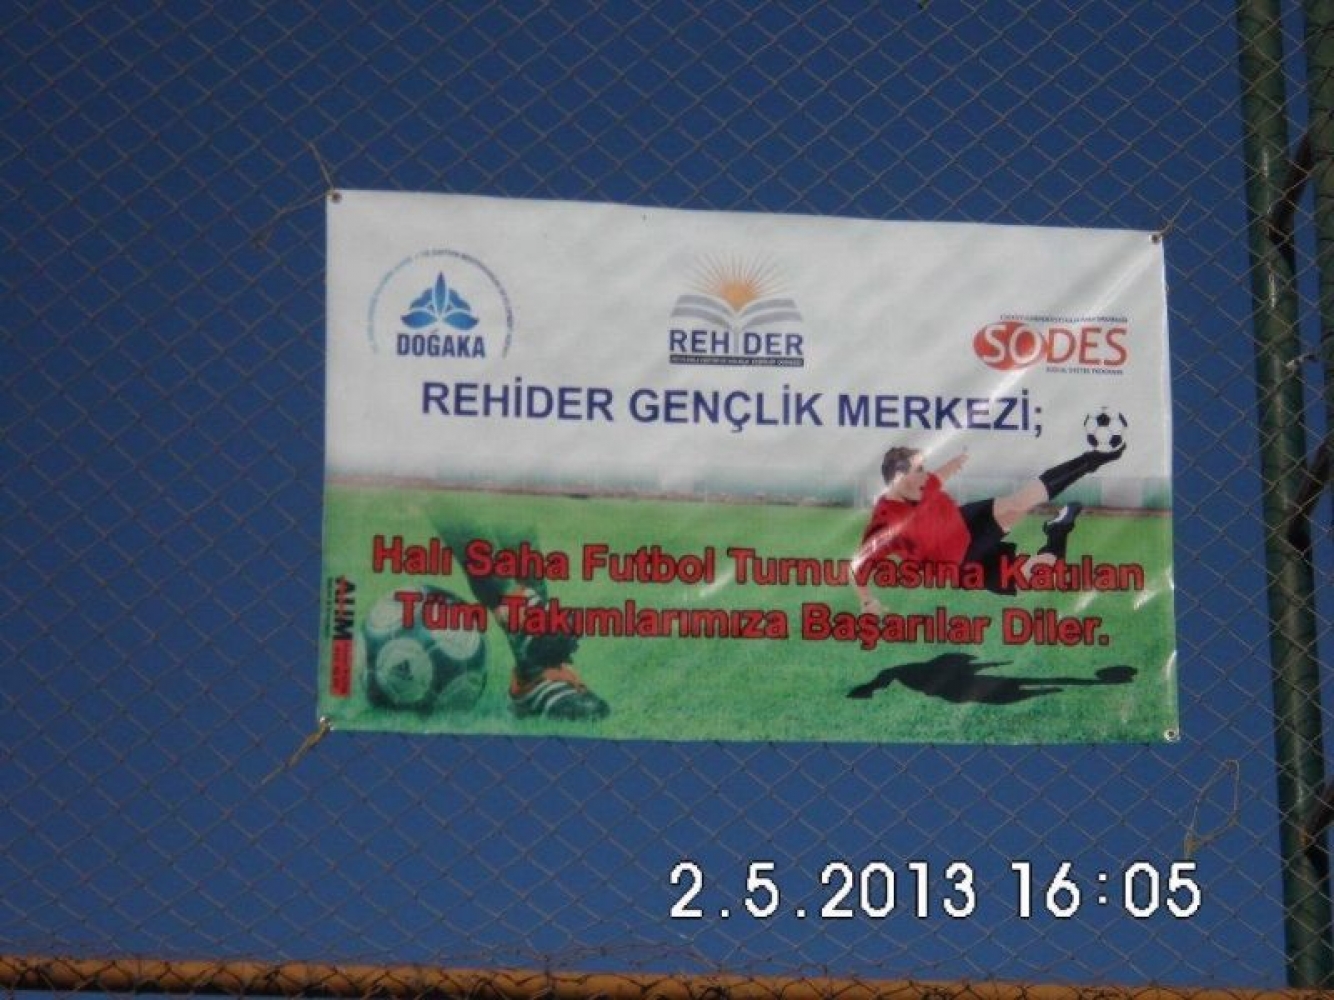 DOĞAKA
REHİDER
SODES
REHİDER GENÇLİK MERKEZİ;
Halı Saha Futbol Turnuvasına Katılan
Tüm Takımlarımıza Başarılar Diler.
2.5.2013 16:05